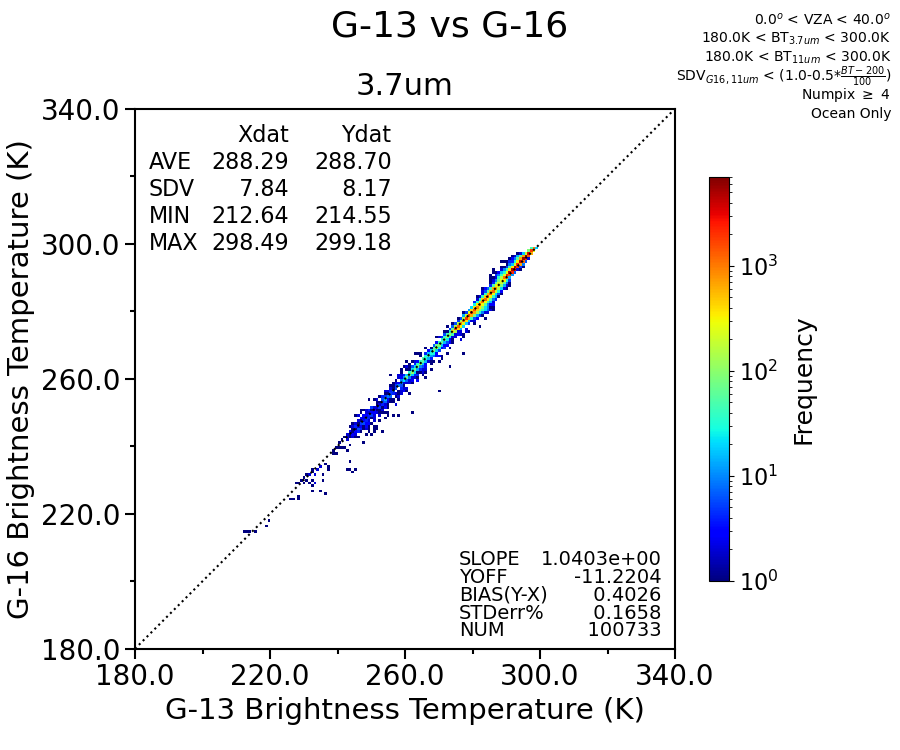 G-13 vs G-16
0.0° < VZA < 40.0°
180.0K < BT3.7um < 300.0K
180.0K < BT11um < 300.0K
SDVG16,11um < (1.0-0.5*(BT-200)/100)
Numpix ≥ 4
Ocean Only
3.7um
Xdat Ydat
AVE 288.29 288.70
SDV 7.84 8.17
MIN 212.64 214.55
MAX 298.49 299.18
340.0
300.0
260.0
220.0
180.0
G-16 Brightness Temperature (K)
SLOPE 1.0403e+00
YOFF -11.2204
BIAS(Y-X) 0.4026
STDerr% 0.1658
NUM 100733
180.0 220.0 260.0 300.0 340.0
G-13 Brightness Temperature (K)
10³
10²
10¹
10⁰
Frequency